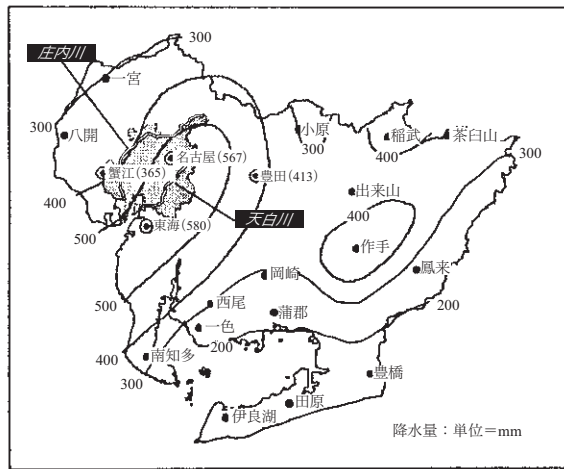 300
庄内川
一宮
300
八開
小原
300
稲武
400
茶臼山
300
名古屋(567)
蟹江(365)
豊田(413)
400
出来山
400
500
東海(580)
天白川
作手
岡崎
鳳来
500
西尾
200
蒲郡
一色
200
400
南知多
300
豊橋
田原
伊良湖
降水量：単位＝mm